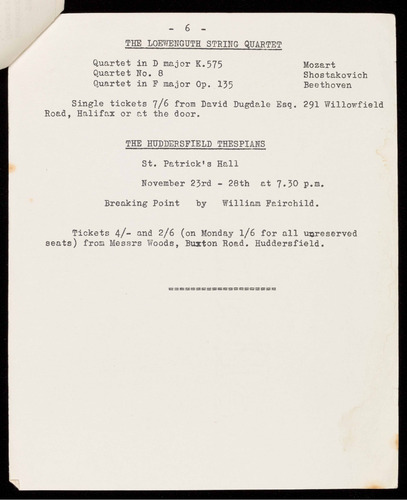 - 6 -
THE LOEWENGUTH STRING QUARTET
Quartet in D major K.575 Mozart
Quartet No. 8 Shostakovich
Quartet in F major Op. 135 Beethoven
Single tickets 7/6 from David Dugdale Esq. 291 Willowfield
Road, Halifax or at the door.
THE HUDDERSFIELD THESPIANS
St. Patrick's Hall
November 23rd - 28th at 7.30 p.m.
Breaking Point by William Fairchild.
Tickets 4/- and 2/6 (on Monday 1/6 for all unreserved
seats) from Messrs Woods, Buxton Road. Huddersfield.
====================